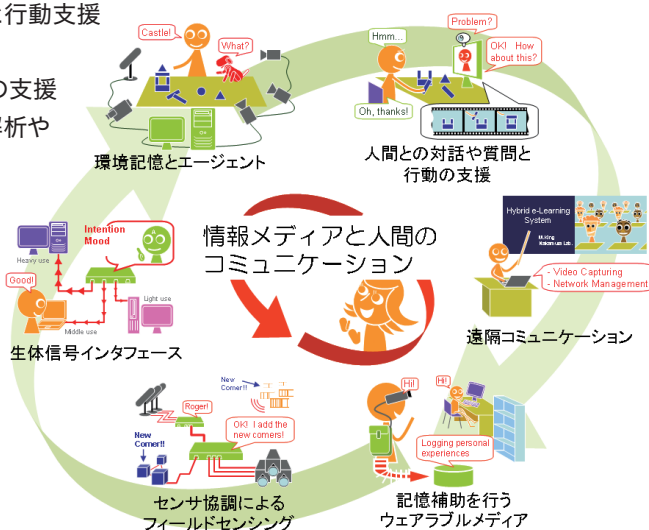 行動支援
の支援
解析や
Castle!
What?
環境記憶とエージェント
Problem?
Hmm...
OK! How
about this?
Oh, thanks!
人間との対話や質問と
行動の支援
Hybrid e-Learning
System
- Video Capturing
- Network Management
遠隔コミュニケーション
情報メディアと人間の
コミュニケーション
Intention
Mood
Heavy use
Good!
Light use
Middle use
生体信号インタフェース
New
Corner!!
Roger!
OK! I add the
new corners!
New
Corner!!
センサ協調による
フィールドセンシング
Hi!
Hi!
Logging personal
experiences
記憶補助を行う
ウェアラブルメディア